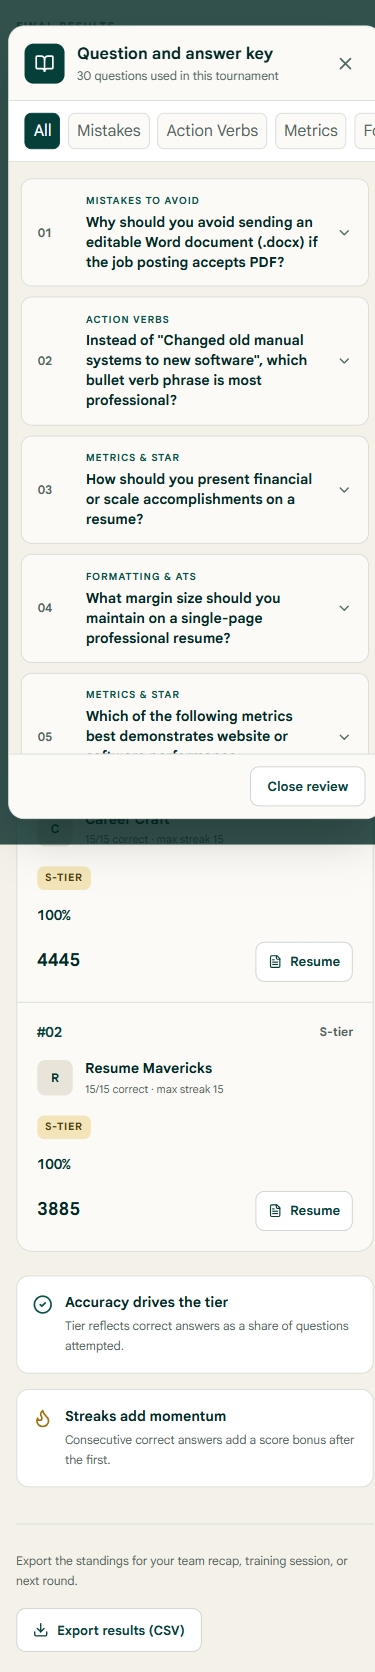 FINAL RESULTS
Question and answer key
30 questions used in this tournament
All
Mistakes
Action Verbs
Metrics
Fo
MISTAKES TO AVOID
01
Why should you avoid sending an
editable Word document (.docx) if
the job posting accepts PDF?
ACTION VERBS
02
Instead of "Changed old manual
systems to new software", which
bullet verb phrase is most
professional?
METRICS & STAR
03
How should you present financial
or scale accomplishments on a
resume?
FORMATTING & ATS
04
What margin size should you
maintain on a single-page
professional resume?
METRICS & STAR
05
Which of the following metrics
best demonstrates website or
software performance
Close review
C
Career Craft
15/15 correct · max streak 15
S-TIER
100%
4445
Resume
#02
S-tier
R
Resume Mavericks
15/15 correct · max streak 15
S-TIER
100%
3885
Resume
Accuracy drives the tier
Tier reflects correct answers as a share of questions
attempted.
Streaks add momentum
Consecutive correct answers add a score bonus after
the first.
Export the standings for your team recap, training session, or
next round.
Export results (CSV)